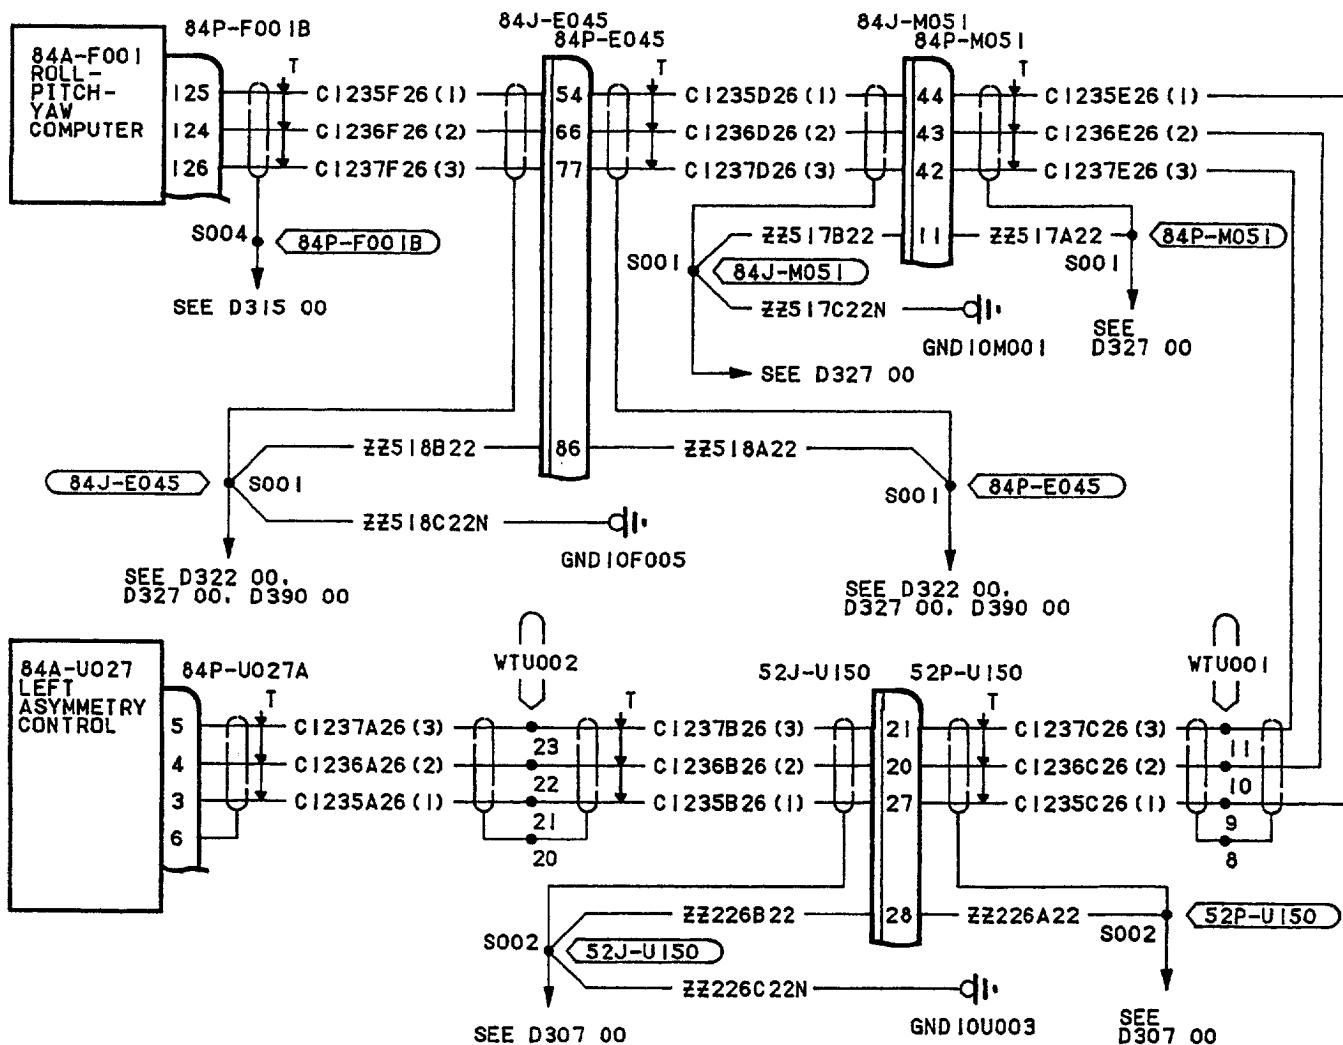 84P-F001B
84J-E045
84P-E045
84J-M051
84P-M051
84A-F001
ROLL-
PITCH-
YAW
COMPUTER
T
T
T
125 C1235F26(1) 54 C1235D26(1) 44 C1235E26(1)
124 C1236F26(2) 66 C1236D26(2) 43 C1236E26(2)
126 C1237F26(3) 77 C1237D26(3) 42 C1237E26(3)
S004 84P-F001B
SEE D315 00
ZZ517B22 11 ZZ517A22 84P-M051
S001 84J-M051
S001
ZZ517C22N
GND10M001
SEE
D327 00
SEE D327 00
ZZ518B22 86 ZZ518A22
84J-E045 S001
S001 84P-E045
ZZ518C22N
GND10F005
SEE D322 00,
D327 00, D390 00
SEE D322 00,
D327 00, D390 00
84A-U027
LEFT
ASYMMETRY
CONTROL
84P-U027A
WTU002
52J-U150 52P-U150
WTU001
T
T
T
5 C1237A26(3) 23 C1237B26(3) 21 C1237C26(3) 11
4 C1236A26(2) 22 C1236B26(2) 20 C1236C26(2) 10
3 C1235A26(1) 21 C1235B26(1) 27 C1235C26(1) 9
6 20 8
ZZ226B22 28 ZZ226A22 52P-U150
S002 52J-U150
S002
ZZ226C22N
GND10U003
SEE D307 00
SEE
D307 00